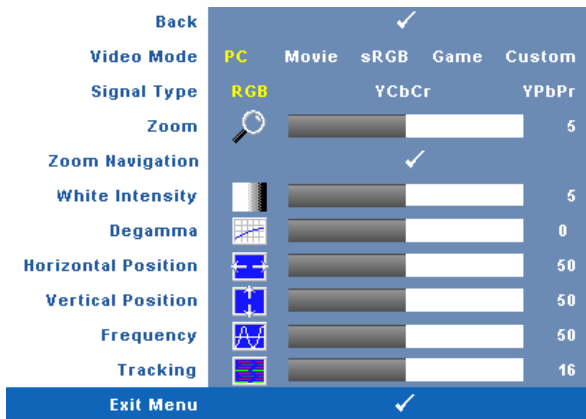 Back
Video Mode PC Movie sRGB Game Custom
Signal Type RGB YCbCr YPbPr
Zoom 5
Zoom Navigation
White Intensity 5
Degamma 0
Horizontal Position 50
Vertical Position 50
Frequency 50
Tracking 16
Exit Menu